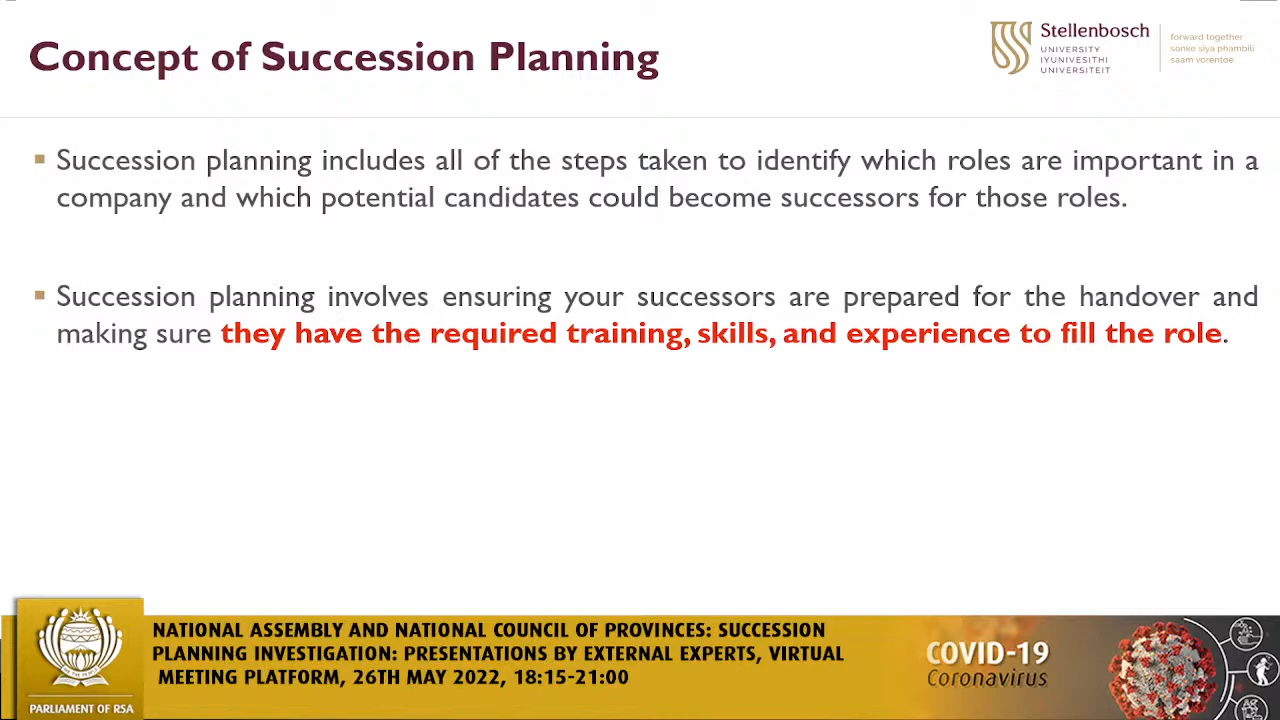 Concept of Succession Planning
Stellenbosch
UNIVERSITY
IYUNIVESITHI
UNIVERSITEIT
forward together
sonke siya phambili
saam vorentoe
Succession planning includes all of the steps taken to identify which roles are important in a
company and which potential candidates could become successors for those roles.
Succession planning involves ensuring your successors are prepared for the handover and
making sure they have the required training, skills, and experience to fill the role.
NATIONAL ASSEMBLY AND NATIONAL COUNCIL OF PROVINCES: SUCCESSION
PLANNING INVESTIGATION: PRESENTATIONS BY EXTERNAL EXPERTS, VIRTUAL
MEETING PLATFORM, 26TH MAY 2022, 18:15-21:00
PARLIAMENT OF RSA
COVID-19
Coronavirus